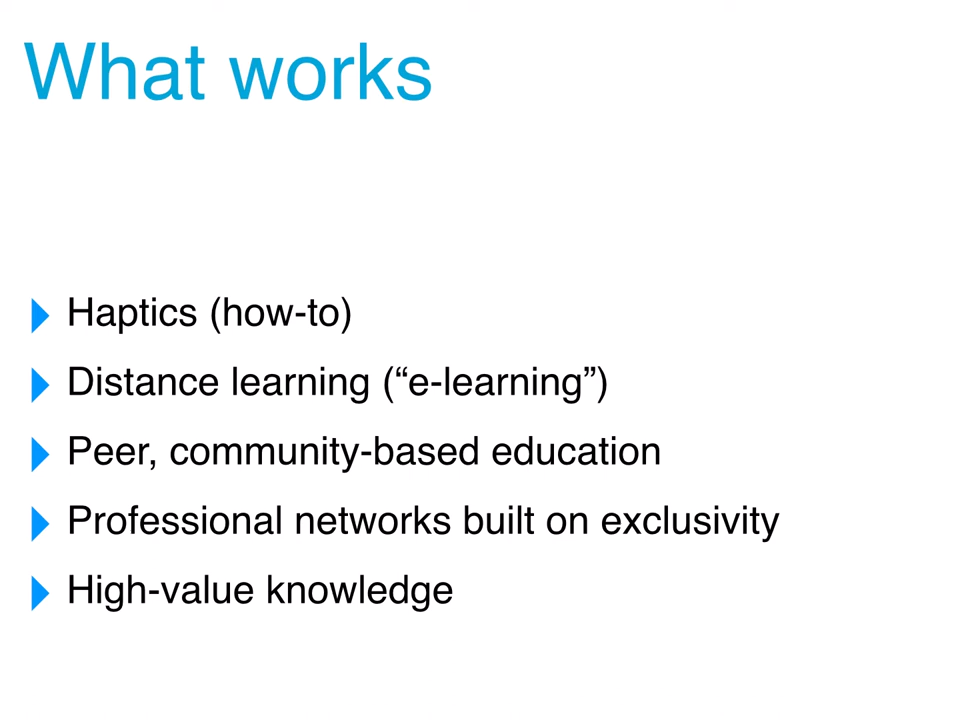 What works
Haptics (how-to)
Distance learning (“e-learning”)
Peer, community-based education
Professional networks built on exclusivity
High-value knowledge